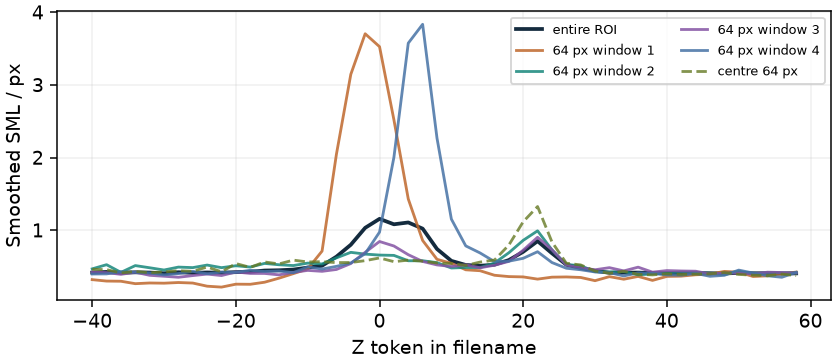 4
3
2
1
Smoothed SML / px
entire ROI
64 px window 1
64 px window 2
64 px window 3
64 px window 4
centre 64 px
−40
−20
0
20
40
60
Z token in filename